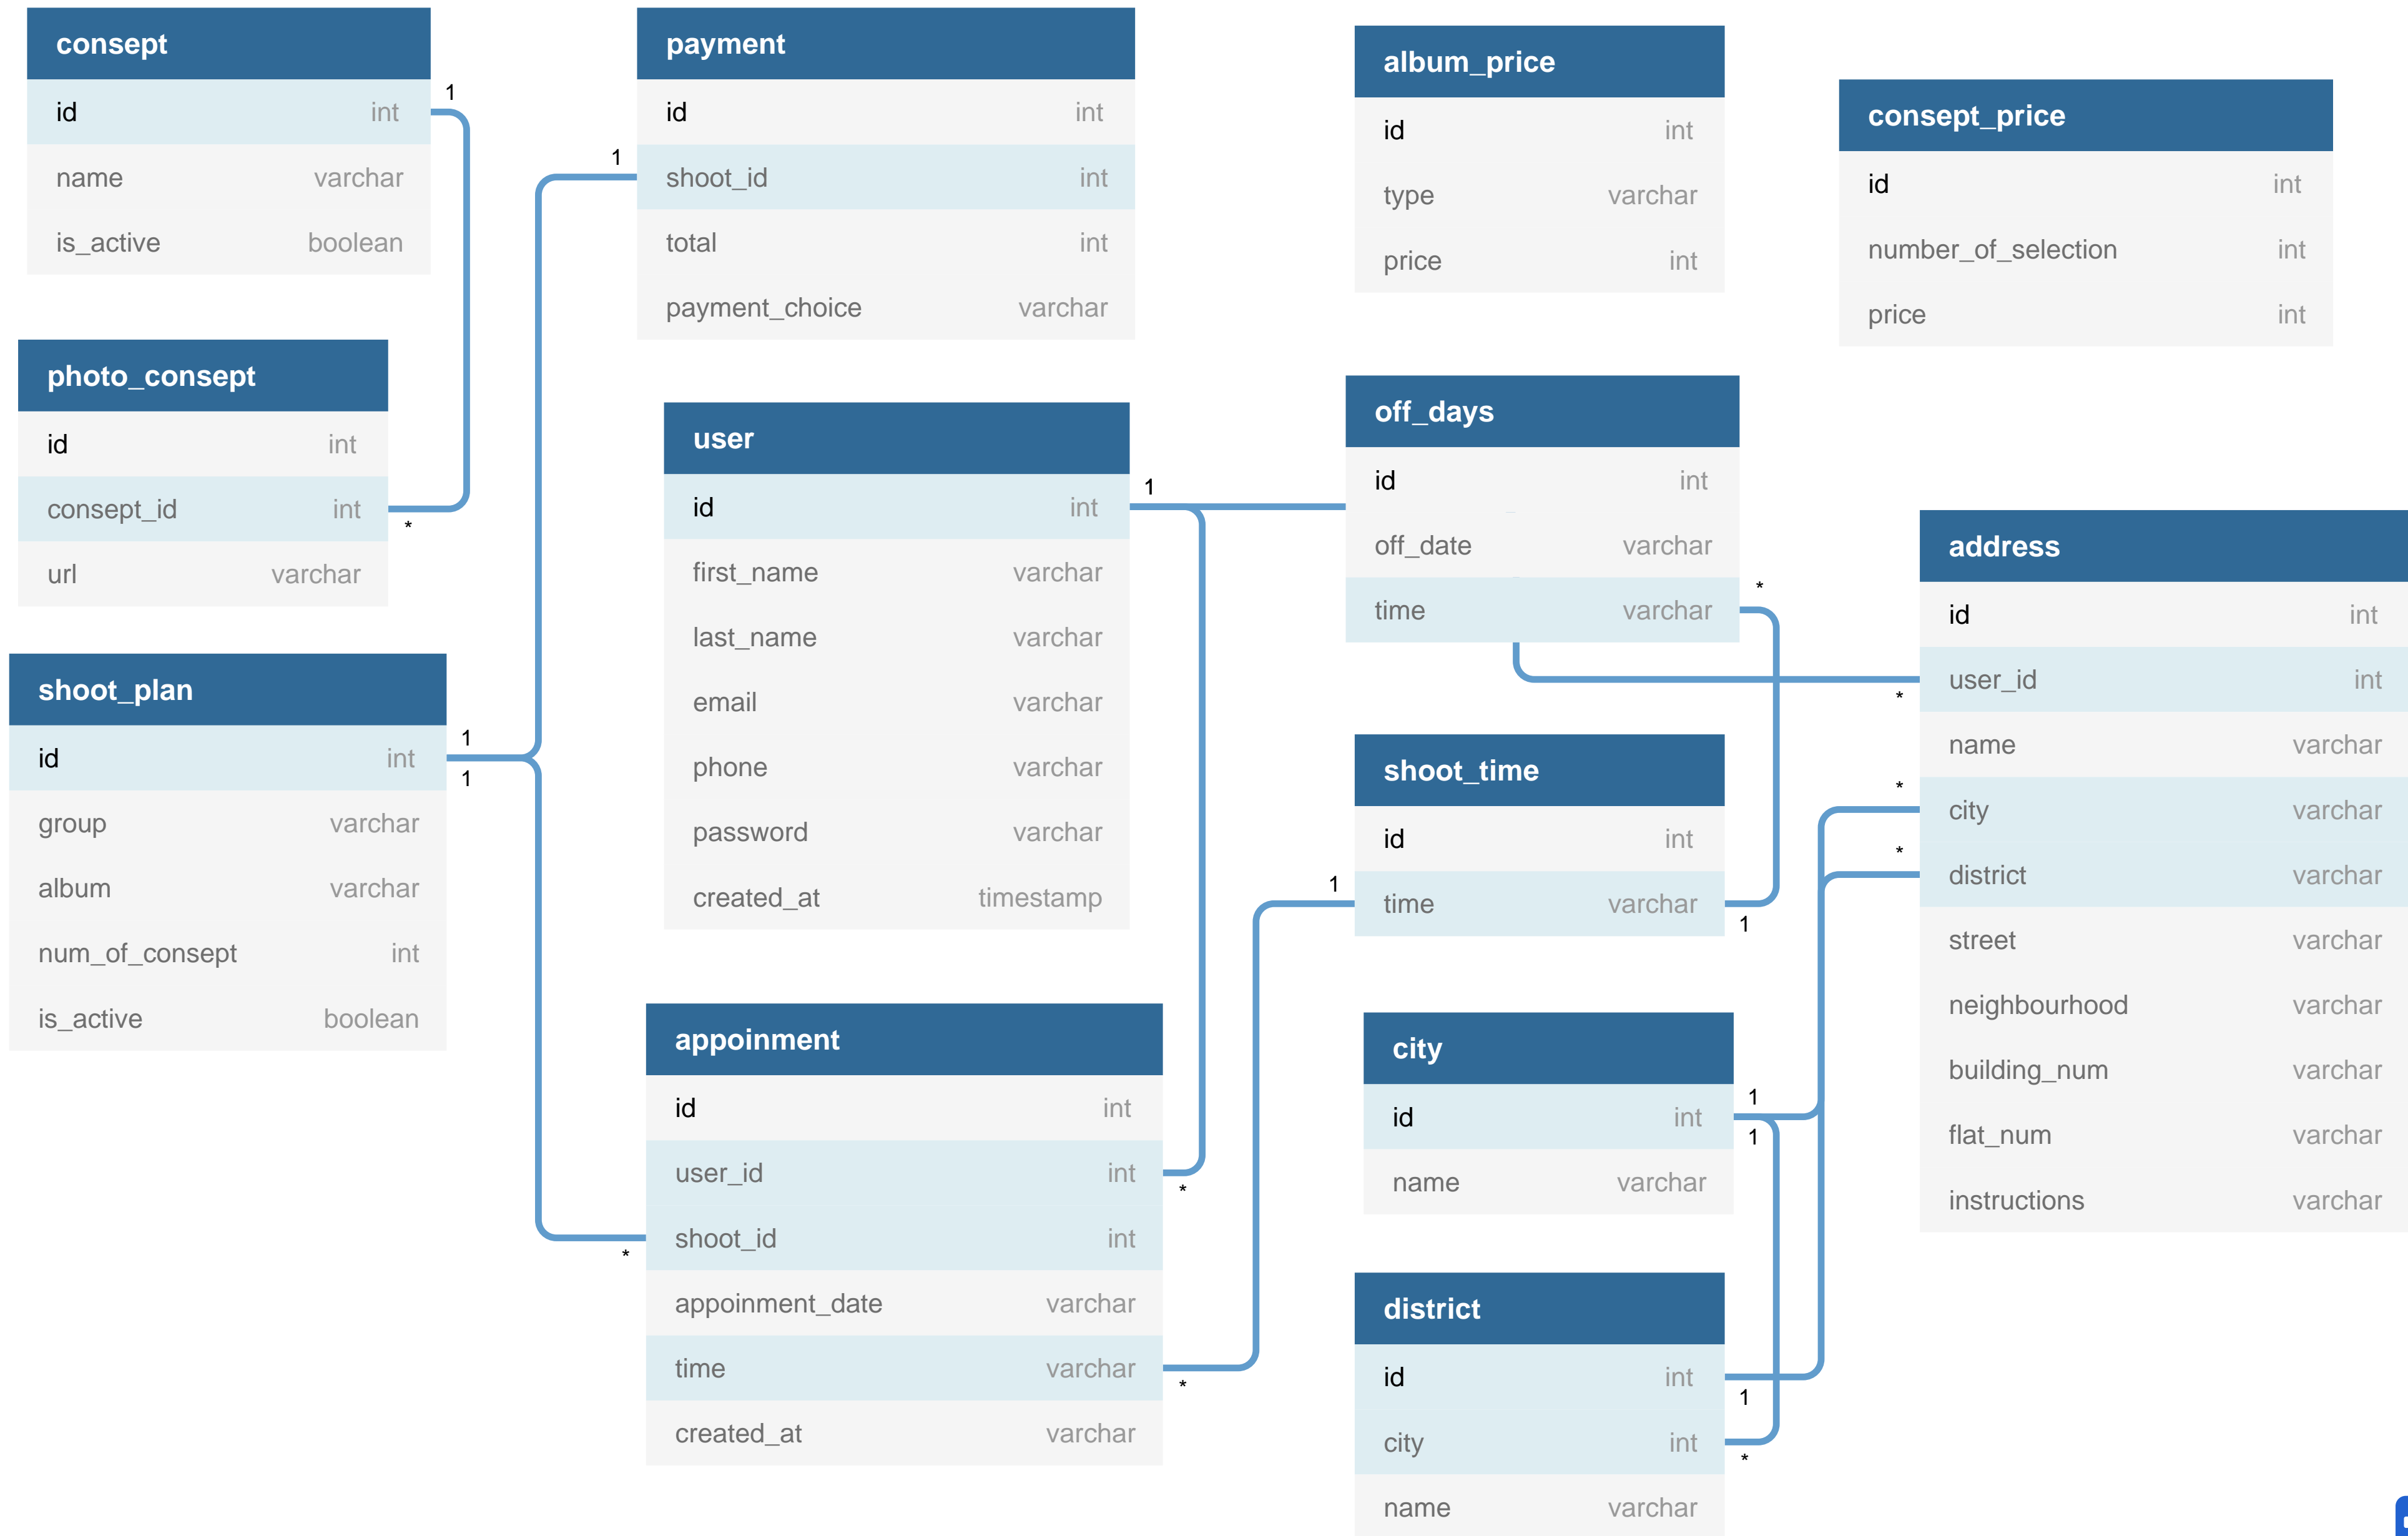 consept
id int
name varchar
is_active boolean
1
*
photo_consept
id int
consept_id int
url varchar
shoot_plan
id int
group varchar
album varchar
num_of_consept int
is_active boolean
1
1
payment
id int
shoot_id int
total int
payment_choice varchar
1
user
id int
first_name varchar
last_name varchar
email varchar
phone varchar
password varchar
created_at timestamp
1
appoinment
id int
user_id int
shoot_id int
appoinment_date varchar
time varchar
created_at varchar
*
*
*
album_price
id int
type varchar
price int
off_days
id int
off_date varchar
time varchar
*
shoot_time
id int
time varchar
1
1
city
id int
name varchar
1
1
district
id int
city int
name varchar
1
*
consept_price
id int
number_of_selection int
price int
address
id int
user_id int
name varchar
city varchar
district varchar
street varchar
neighbourhood varchar
building_num varchar
flat_num varchar
instructions varchar
*
*
*